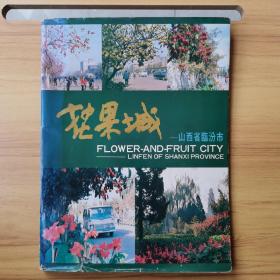 花果城
—山西省临汾市
FLOWER-AND-FRUIT CITY
LINFEN OF SHANXI PROVINCE